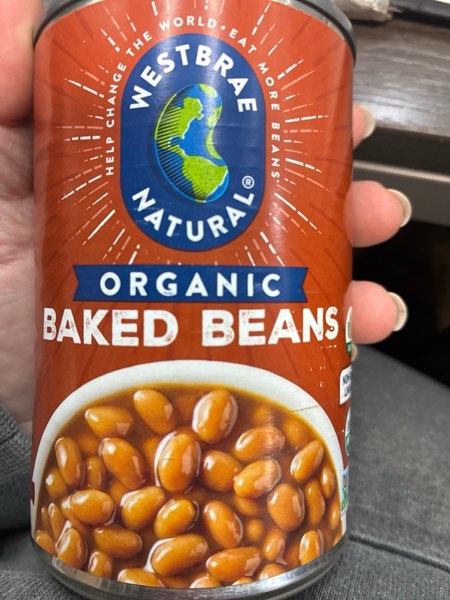 HELP CHANGE THE WORLD • EAT MORE BEANS
WESTBRAE
NATURAL®
ORGANIC
BAKED BEANS